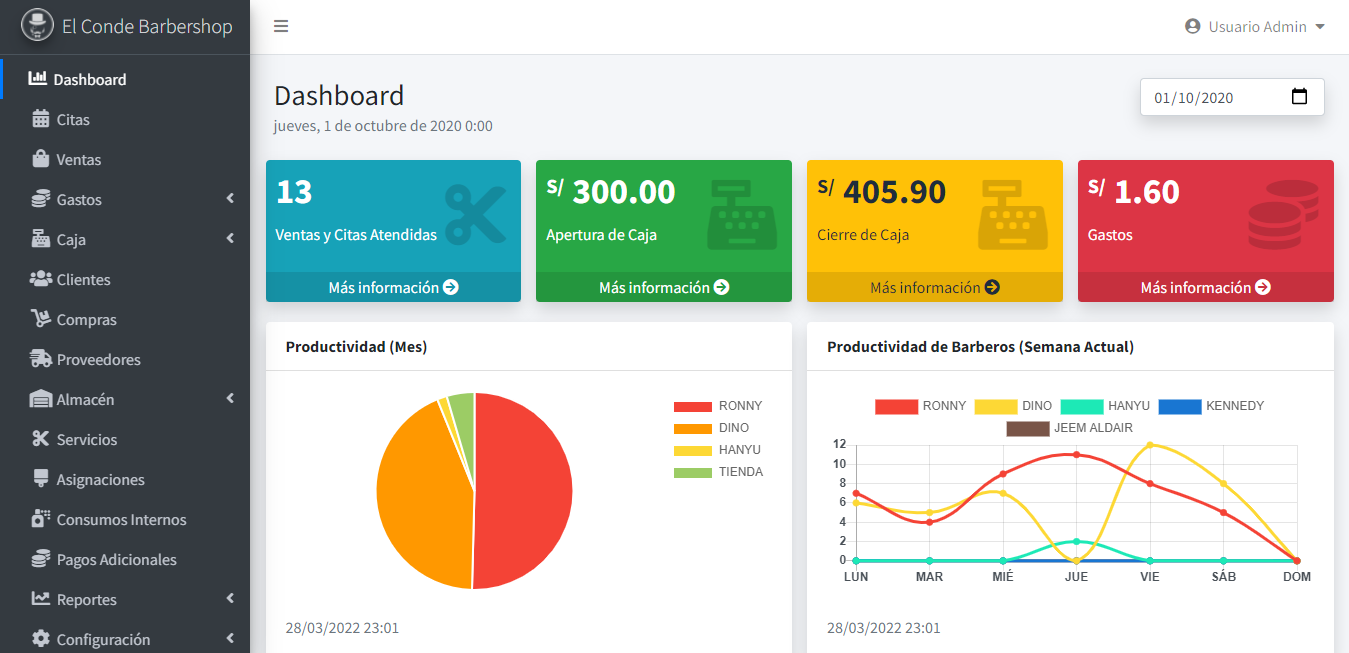 El Conde Barbershop
Usuario Admin
Dashboard
Citas
Ventas
Gastos
Caja
Clientes
Compras
Proveedores
Almacén
Servicios
Asignaciones
Consumos Internos
Pagos Adicionales
Reportes
Configuración
Dashboard
jueves, 1 de octubre de 2020 0:00
01/10/2020
13
Ventas y Citas Atendidas
Más información
S/ 300.00
Apertura de Caja
Más información
S/ 405.90
Cierre de Caja
Más información
S/ 1.60
Gastos
Más información
Productividad (Mes)
RONNY
DINO
HANYU
TIENDA
28/03/2022 23:01
Productividad de Barberos (Semana Actual)
RONNY DINO HANYU KENNEDY
JEEM ALDAIR
12
10
8
6
4
2
0
LUN MAR MIÉ JUE VIE SÁB DOM
28/03/2022 23:01